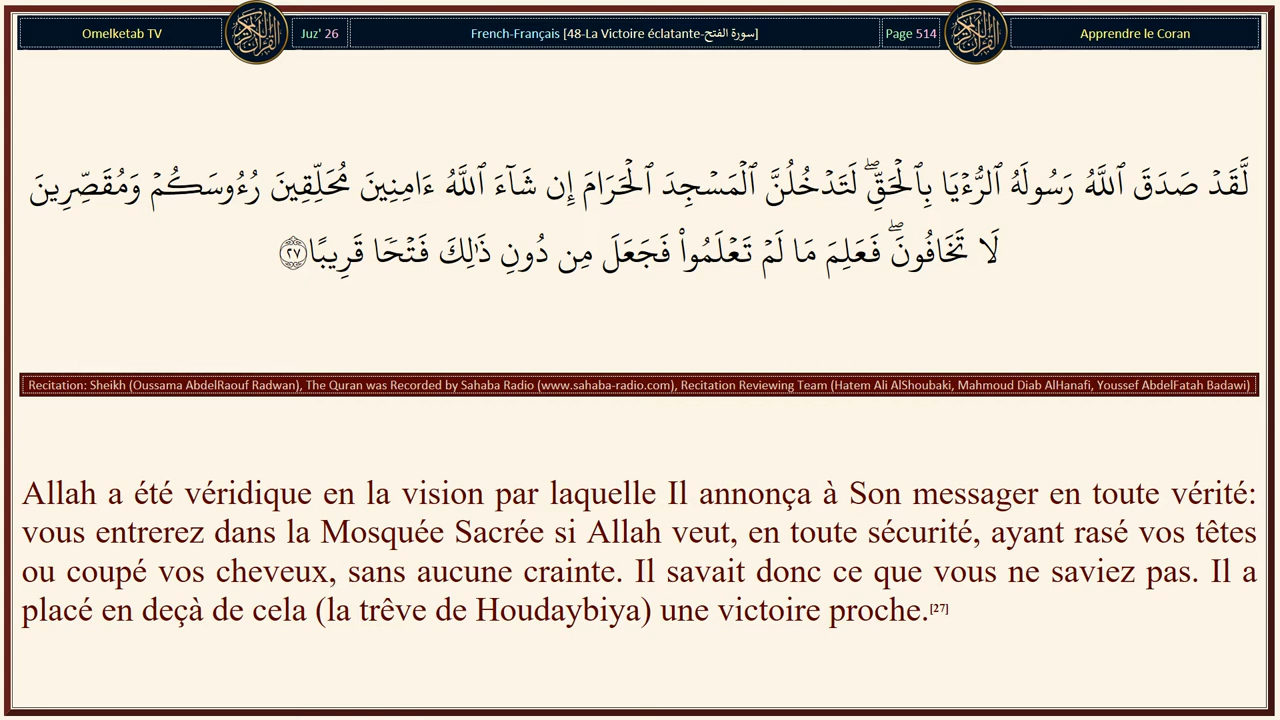 Omelketab TV
Juz' 26
French-Français [48-La Victoire éclatante-سورة الفتح]
Page 514
Apprendre le Coran
لَّقَدۡ صَدَقَ ٱللَّهُ رَسُولَهُ ٱلرُّءۡيَا بِٱلۡحَقِّۖ لَتَدۡخُلُنَّ ٱلۡمَسۡجِدَ ٱلۡحَرَامَ إِن شَآءَ ٱللَّهُ ءَامِنِينَ مُحَلِّقِينَ رُءُوسَكُمۡ وَمُقَصِّرِينَ
لَا تَخَافُونَۖ فَعَلِمَ مَا لَمۡ تَعۡلَمُواْ فَجَعَلَ مِن دُونِ ذَٰلِكَ فَتۡحٗا قَرِيبًا ٢٧
Recitation: Sheikh (Oussama AbdelRaouf Radwan), The Quran was Recorded by Sahaba Radio (www.sahaba-radio.com), Recitation Reviewing Team (Hatem Ali AlShoubaki, Mahmoud Diab AlHanafi, Youssef AbdelFatah Badawi)
Allah a été véridique en la vision par laquelle Il annonça à Son messager en toute vérité:
vous entrerez dans la Mosquée Sacrée si Allah veut, en toute sécurité, ayant rasé vos têtes
ou coupé vos cheveux, sans aucune crainte. Il savait donc ce que vous ne saviez pas. Il a
placé en deçà de cela (la trêve de Houdaybiya) une victoire proche.[27]